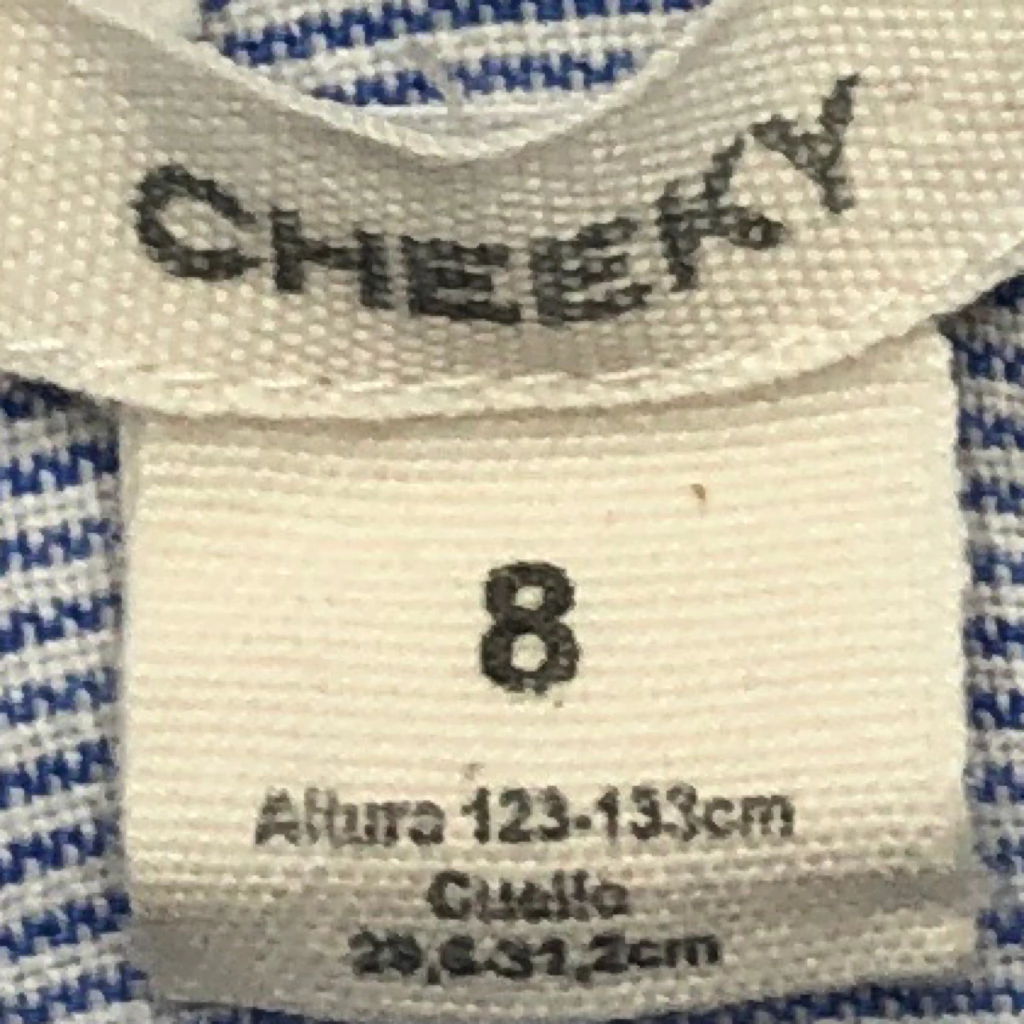 CHEEKY
8
Altura 123-133cm
Cuello
29,6-31,2cm